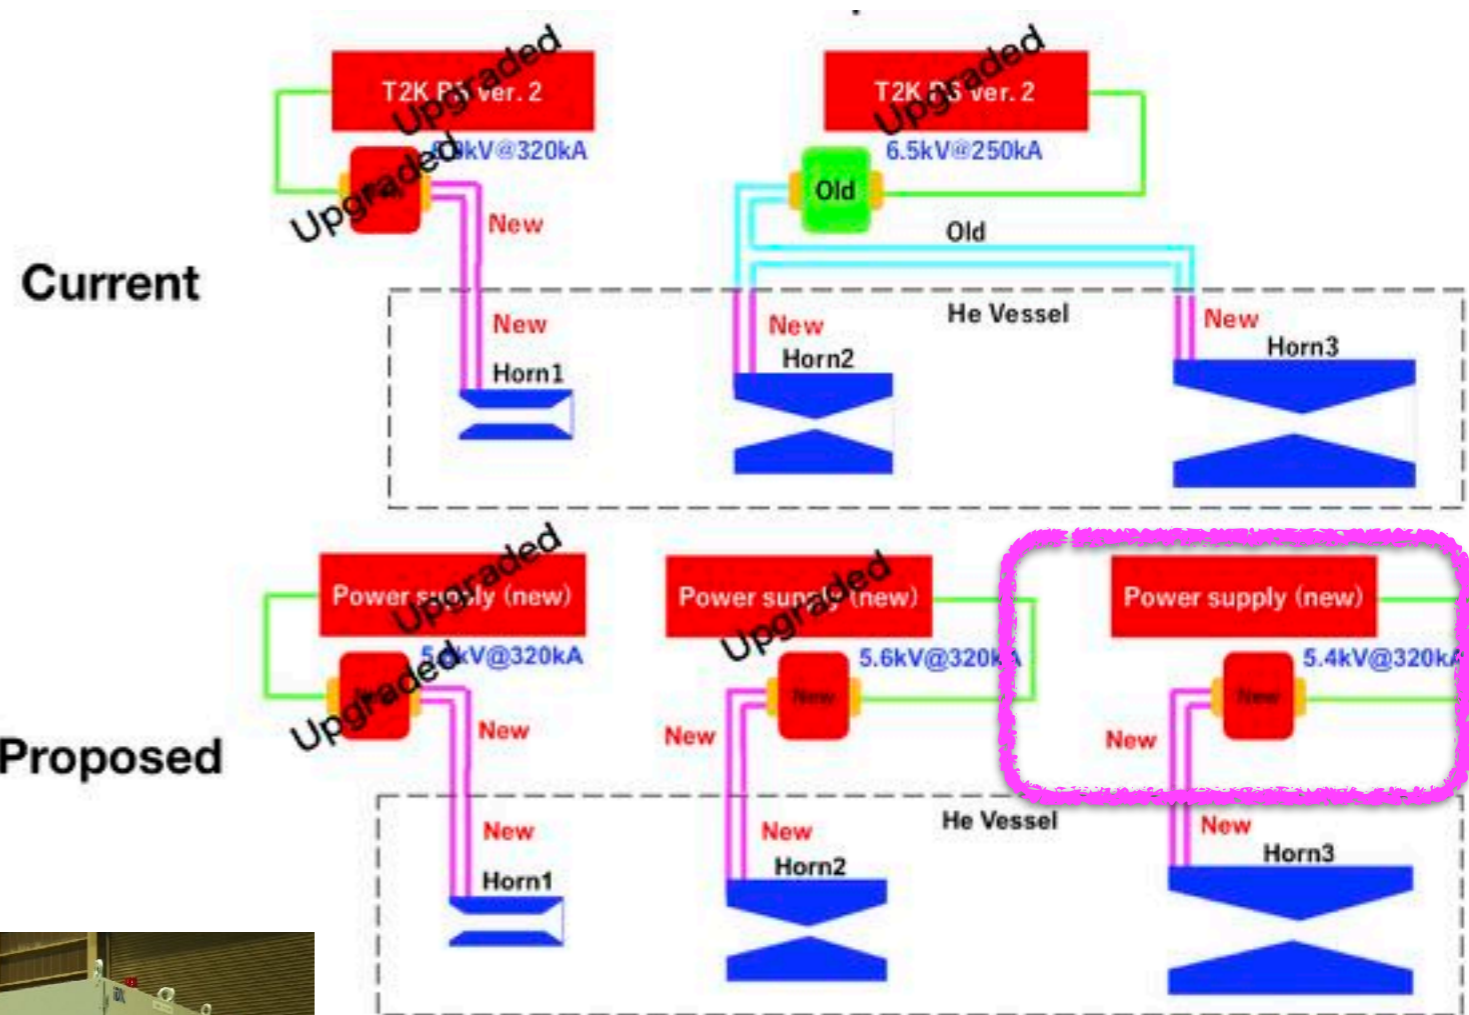 Upgraded
Upgraded
T2K PS ver. 2
T2K PS ver. 2
6.5kV@250kA
Upgraded
Old
New
Old
Current
New
New
He Vessel
New
Horn1
Horn2
Horn3
Upgraded
Upgraded
Power supply (new)
Power supply (new)
Power supply (new)
Upgraded
5.6kV@320kA
5.4kV@320kA
New
New
New
New
New
Proposed
New
New
He Vessel
New
Horn1
Horn2
Horn3